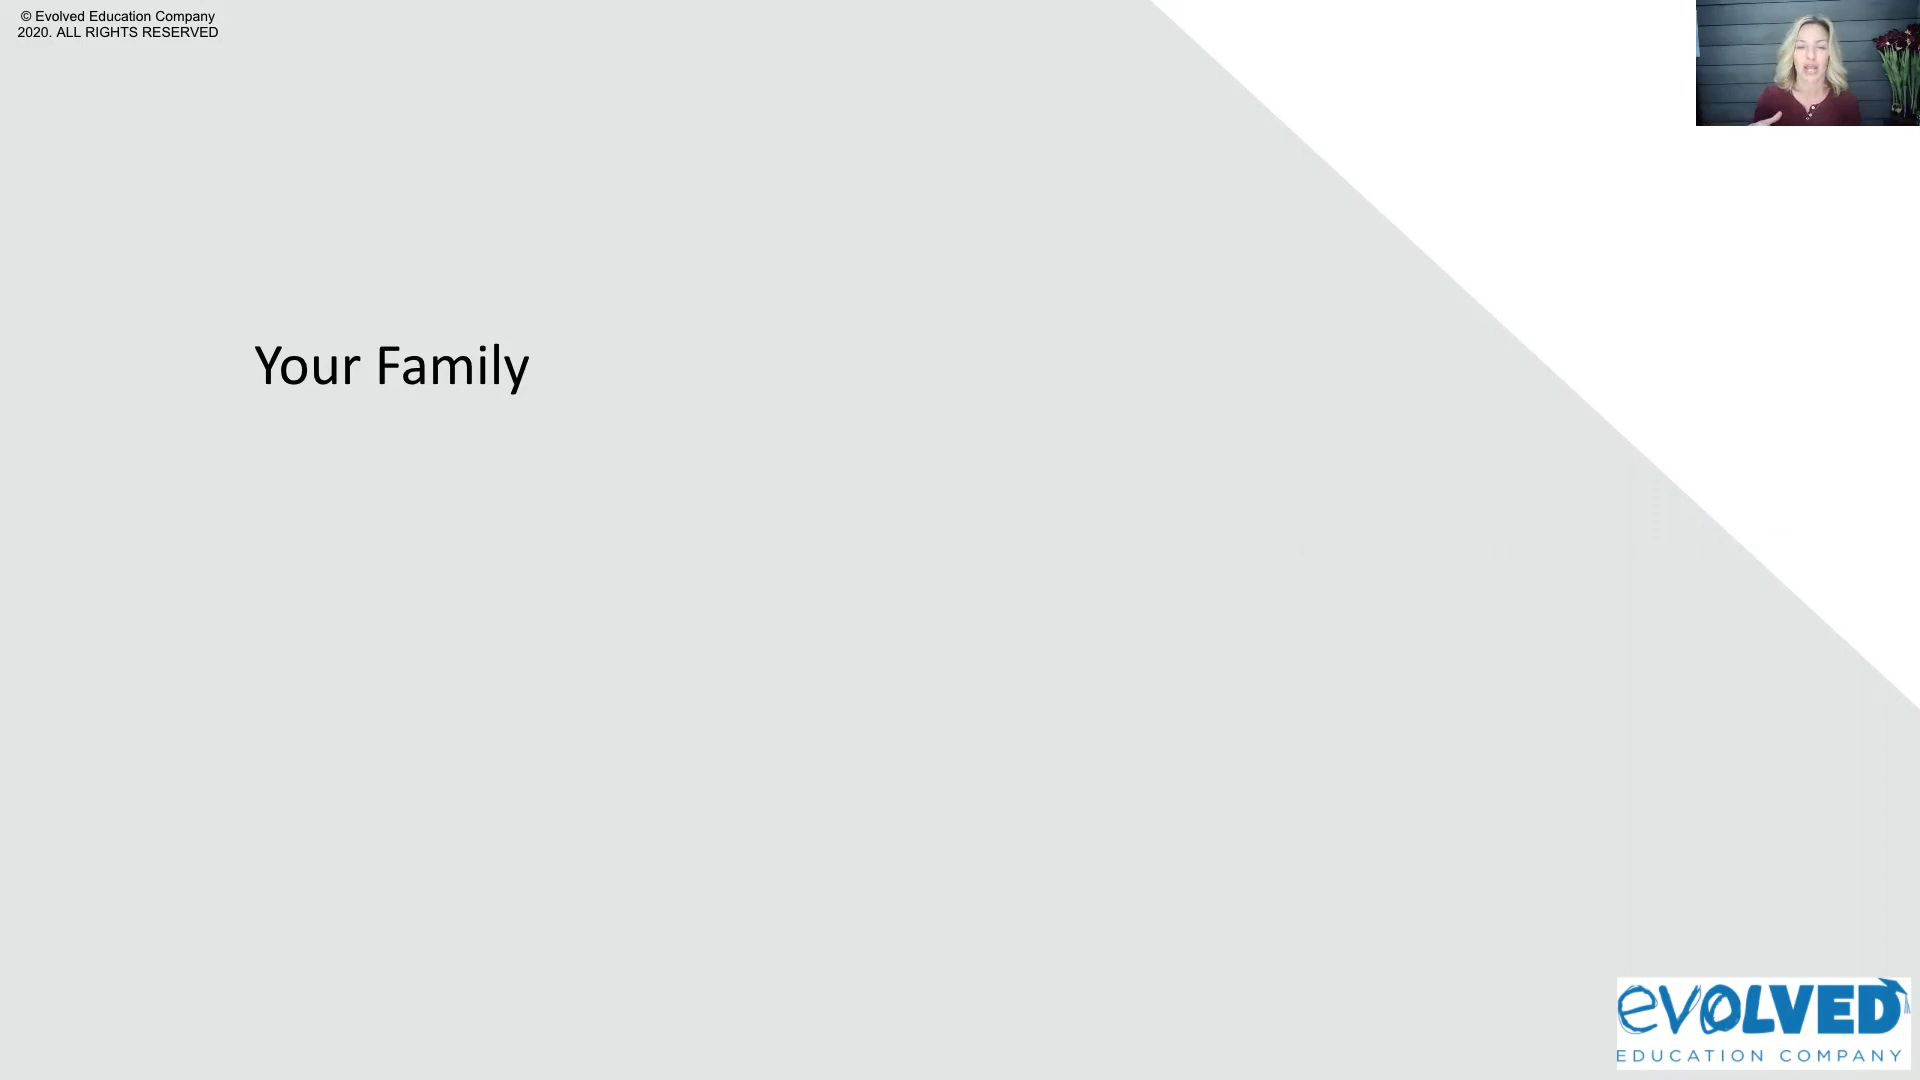 © Evolved Education Company
2020. ALL RIGHTS RESERVED
Your Family
evOLVED
EDUCATION COMPANY